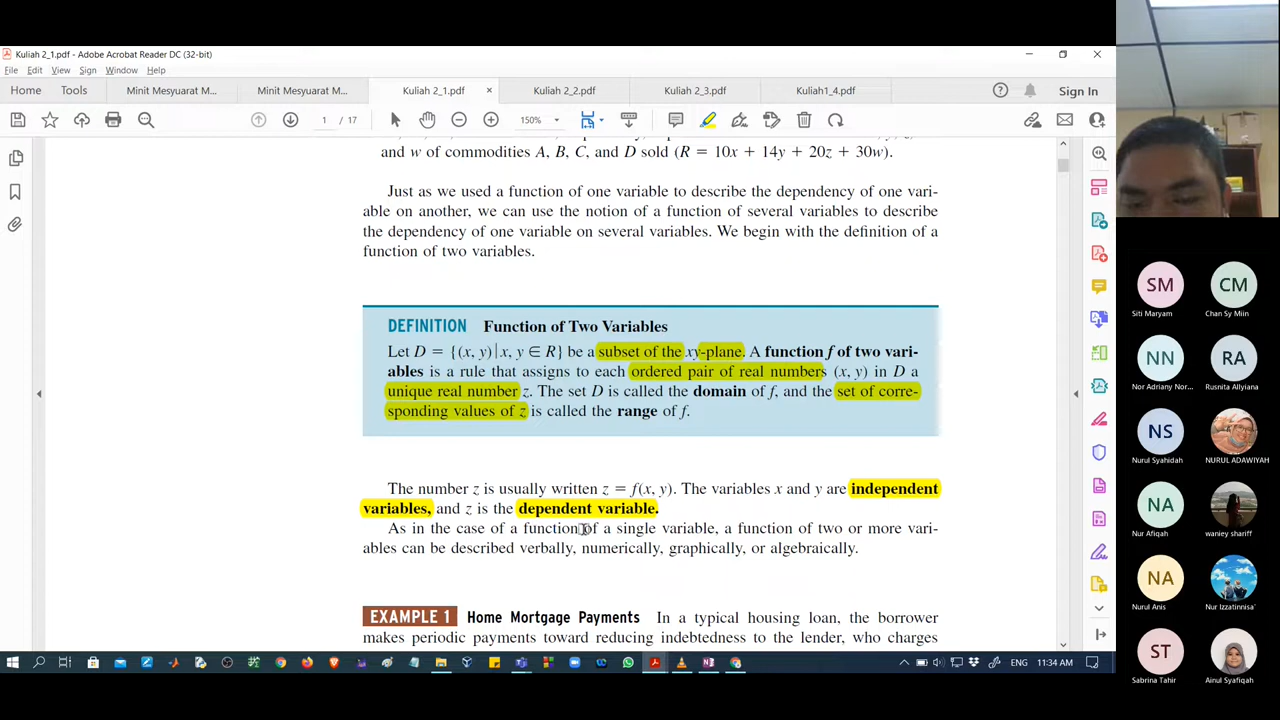 Kuliah 2_1.pdf - Adobe Acrobat Reader DC (32-bit)
File Edit View Sign Window Help
Home Tools Minit Mesyuarat M... Minit Mesyuarat M... Kuliah 2_1.pdf × Kuliah 2_2.pdf Kuliah 2_3.pdf Kuliah1_4.pdf Sign In
1 / 17 150%
and w of commodities A, B, C, and D sold (R = 10x + 14y + 20z + 30w).
Just as we used a function of one variable to describe the dependency of one vari-
able on another, we can use the notion of a function of several variables to describe
the dependency of one variable on several variables. We begin with the definition of a
function of two variables.
DEFINITION Function of Two Variables
Let D = {(x, y)|x, y ∈ R} be a subset of the xy-plane. A function f of two vari-
ables is a rule that assigns to each ordered pair of real numbers (x, y) in D a
unique real number z. The set D is called the domain of f, and the set of corre-
sponding values of z is called the range of f.
The number z is usually written z = f(x, y). The variables x and y are independent
variables, and z is the dependent variable.
As in the case of a function of a single variable, a function of two or more vari-
ables can be described verbally, numerically, graphically, or algebraically.
EXAMPLE 1 Home Mortgage Payments In a typical housing loan, the borrower
makes periodic payments toward reducing indebtedness to the lender, who charges
ENG 11:34 AM
SM CM
Siti Maryam Chan Sy Miin
NN RA
Nor Adriany Nor... Rusnita Allyiana
NS
Nurul Syahidah NURUL ADAWIYAH
NA
Nur Afiqah waniey shariff
NA
Nurul Anis Nur Izzatinnisa'
ST
Sabrina Tahir Ainul Syafiqah